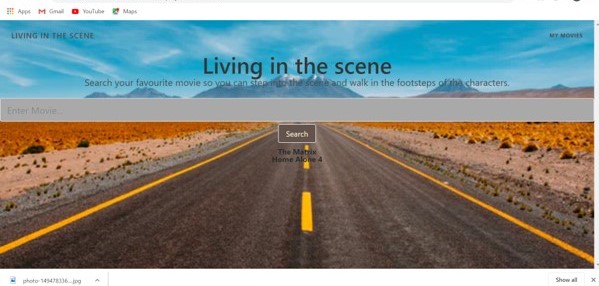 Apps Gmail YouTube Maps
LIVING IN THE SCENE MY MOVIES
Living in the scene
Search your favourite movie so you can step into the scene and walk in the footsteps of the characters.
Enter Movie...
Search
The Matrix
Home Alone 4
photo-149478336....jpg Show all